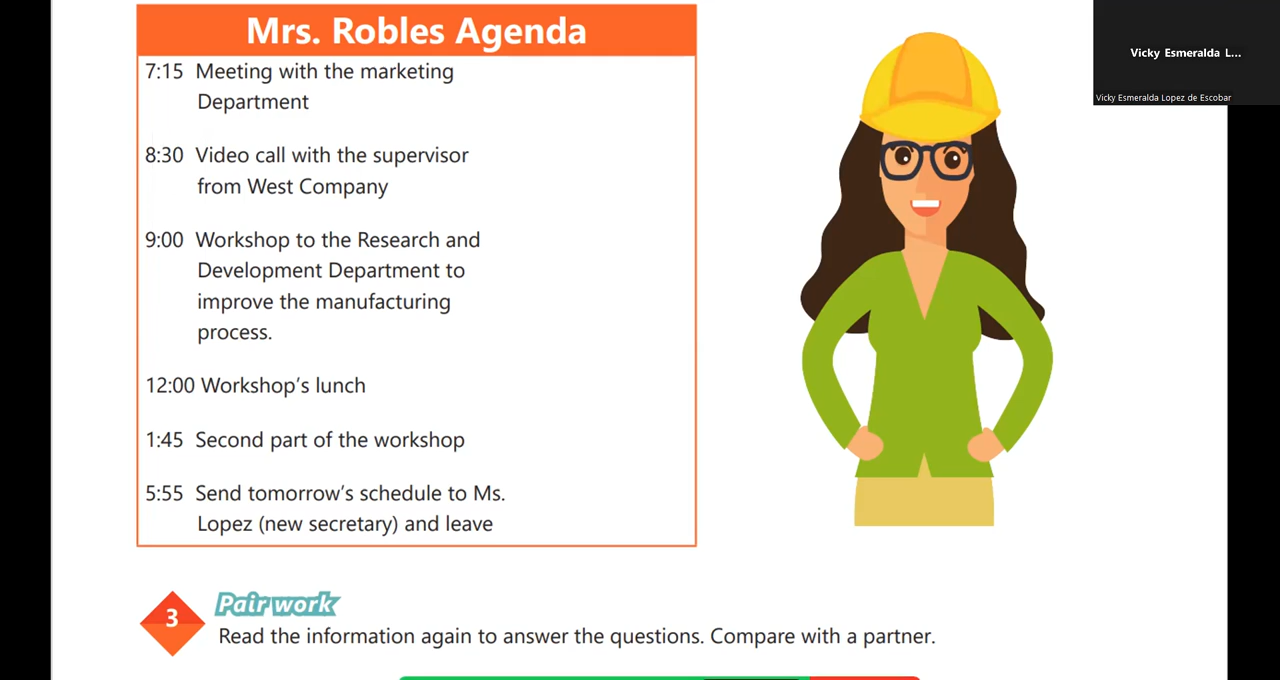 Mrs. Robles Agenda
7:15 Meeting with the marketing
Department
8:30 Video call with the supervisor
from West Company
9:00 Workshop to the Research and
Development Department to
improve the manufacturing
process.
12:00 Workshop's lunch
1:45 Second part of the workshop
5:55 Send tomorrow's schedule to Ms.
Lopez (new secretary) and leave
Vicky Esmeralda L...
Vicky Esmeralda Lopez de Escobar
3
Pair work
Read the information again to answer the questions. Compare with a partner.